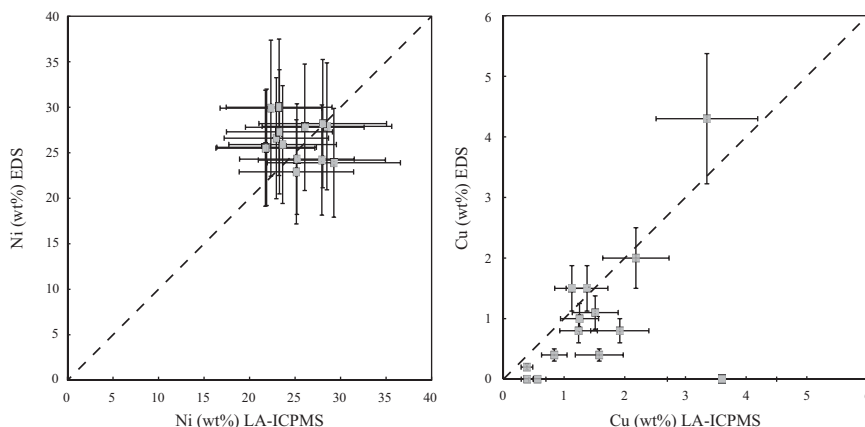 40
35
30
25
20
15
10
5
0
Ni (wt%) EDS
0 5 10 15 20 25 30 35 40
Ni (wt%) LA-ICPMS
6
5
4
3
2
1
0
Cu (wt%) EDS
0 1 2 3 4 5 6
Cu (wt%) LA-ICPMS